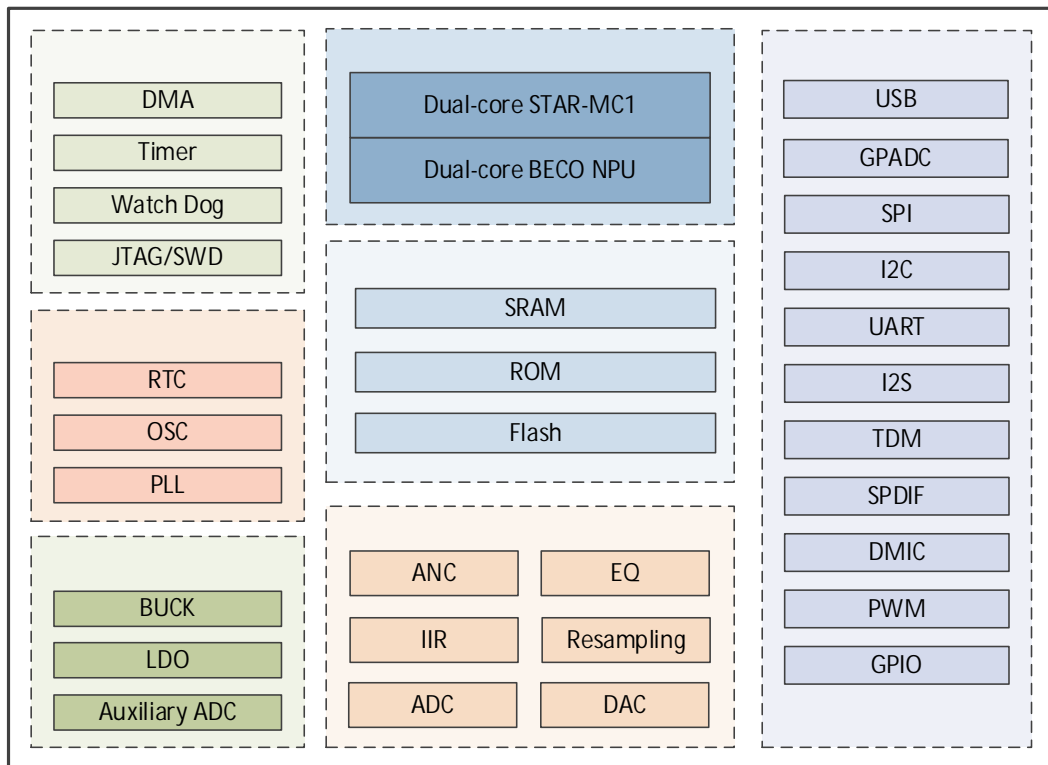 DMA
Timer
Watch Dog
JTAG/SWD
RTC
OSC
PLL
BUCK
LDO
Auxiliary ADC
Dual-core STAR-MC1
Dual-core BECO NPU
SRAM
ROM
Flash
ANC
EQ
IIR
Resampling
ADC
DAC
USB
GPADC
SPI
I2C
UART
I2S
TDM
SPDIF
DMIC
PWM
GPIO